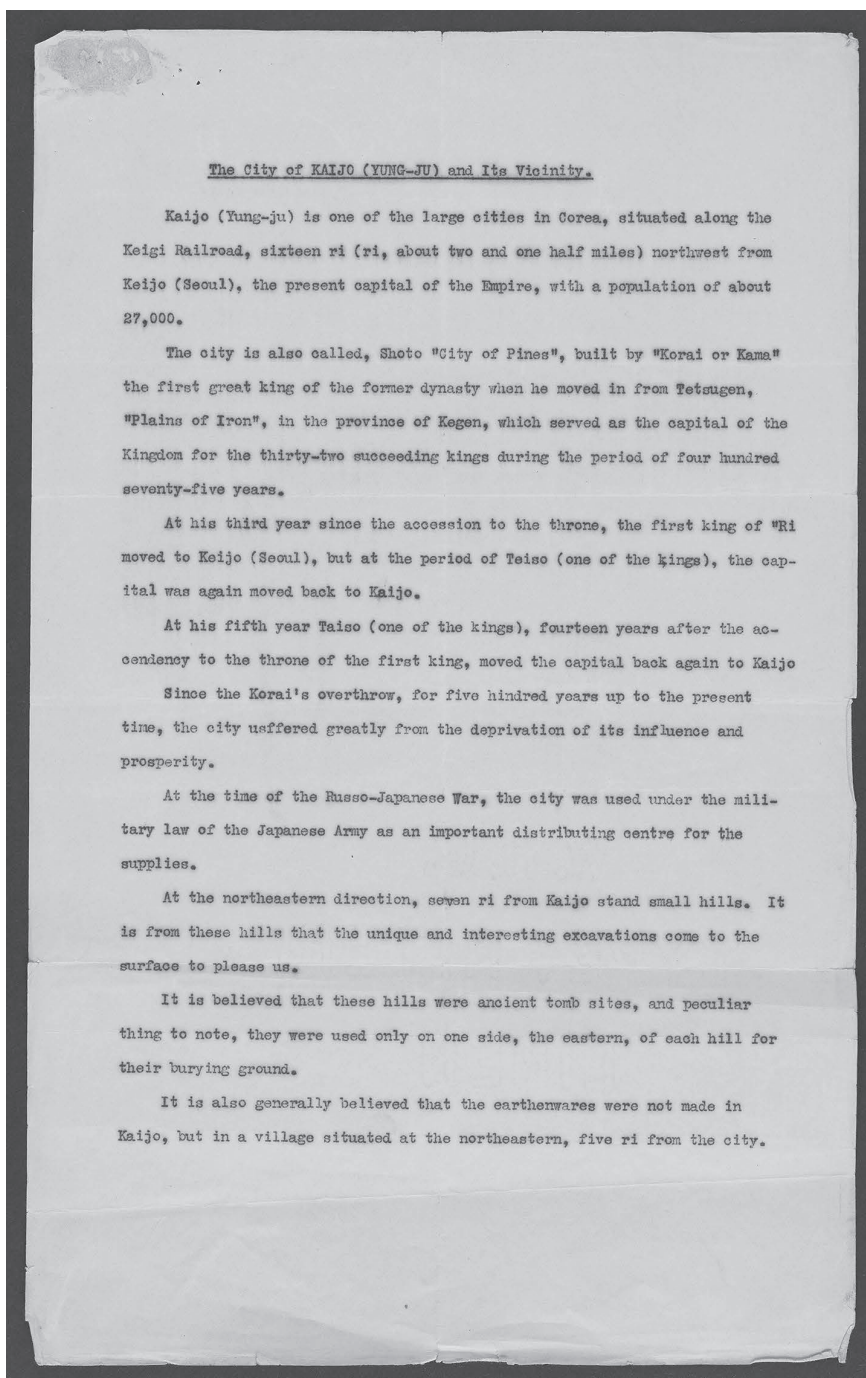 The City of KAIJO (YUNG-JU) and Its Vicinity.
Kaijo (Yung-ju) is one of the large cities in Corea, situated along the
Keigi Railroad, sixteen ri (ri, about two and one half miles) northwest from
Keijo (Seoul), the present capital of the Empire, with a population of about
27,000.
The city is also called, Shoto "City of Pines", built by "Korai or Kama"
the first great king of the former dynasty when he moved in from Tetsugen,
"Plains of Iron", in the province of Kegen, which served as the capital of the
Kingdom for the thirty-two succeeding kings during the period of four hundred
seventy-five years.
At his third year since the accession to the throne, the first king of "Ri
moved to Keijo (Seoul), but at the period of Teiso (one of the kings), the cap-
ital was again moved back to Kaijo.
At his fifth year Taiso (one of the kings), fourteen years after the ac-
cendency to the throne of the first king, moved the capital back again to Kaijo
Since the Korai's overthrow, for five hindred years up to the present
time, the city usffered greatly from the deprivation of its influence and
prosperity.
At the time of the Russo-Japanese War, the city was used under the mili-
tary law of the Japanese Army as an important distributing centre for the
supplies.
At the northeastern direction, seven ri from Kaijo stand small hills. It
is from these hills that the unique and interesting excavations come to the
surface to please us.
It is believed that these hills were ancient tomb sites, and peculiar
thing to note, they were used only on one side, the eastern, of each hill for
their burying ground.
It is also generally believed that the earthenwares were not made in
Kaijo, but in a village situated at the northeastern, five ri from the city.